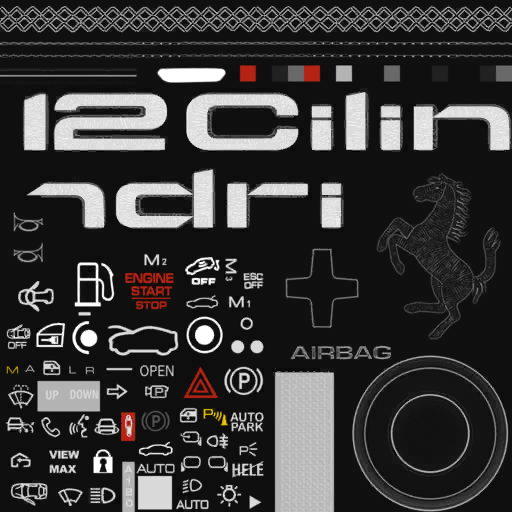 12Cilin
ndri
M2
ENGINE
START
STOP
OFF
M3
ESC
OFF
M1
OFF
AIRBAG
M A L R
OPEN
P
UP DOWN
P
P
AUTO
PARK
VIEW
MAX
P
AUTO
HELE
A120
AUTO